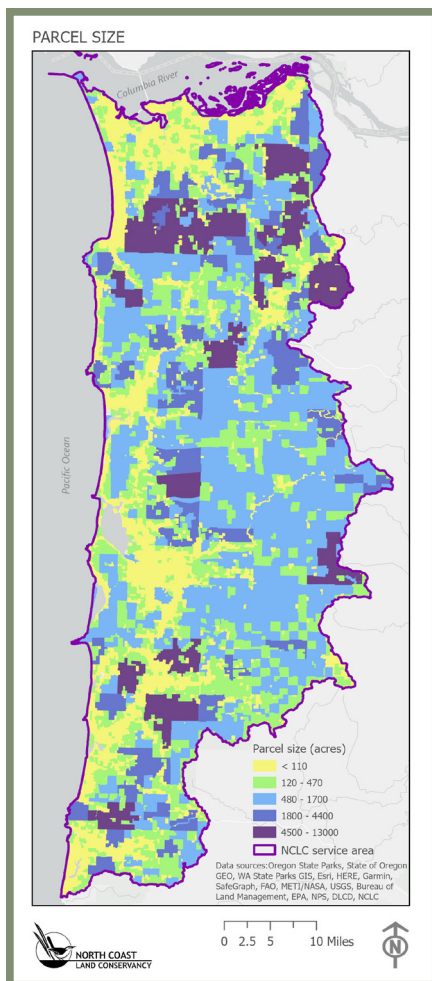 PARCEL SIZE
Columbia River
Pacific Ocean
Parcel size (acres)
< 110
120 - 470
480 - 1700
1800 - 4400
4500 - 13000
NCLC service area
Data sources:Oregon State Parks, State of Oregon
GEO, WA State Parks GIS, Esri, HERE, Garmin,
SafeGraph, FAO, METI/NASA, USGS, Bureau of
Land Management, EPA, NPS, DLCD, NCLC
NORTH COAST
LAND CONSERVANCY
0 2.5 5 10 Miles
N